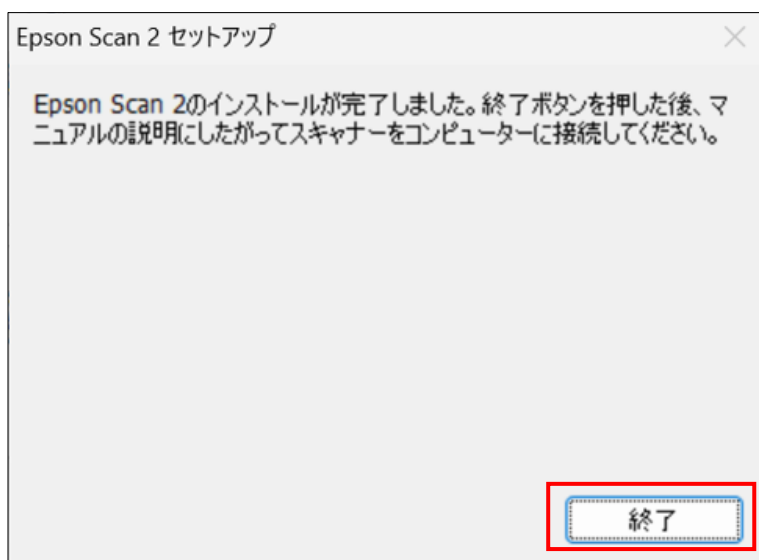 Epson Scan 2 セットアップ
Epson Scan 2のインストールが完了しました。終了ボタンを押した後、マ
ニュアルの説明にしたがってスキャナーをコンピューターに接続してください。
終了